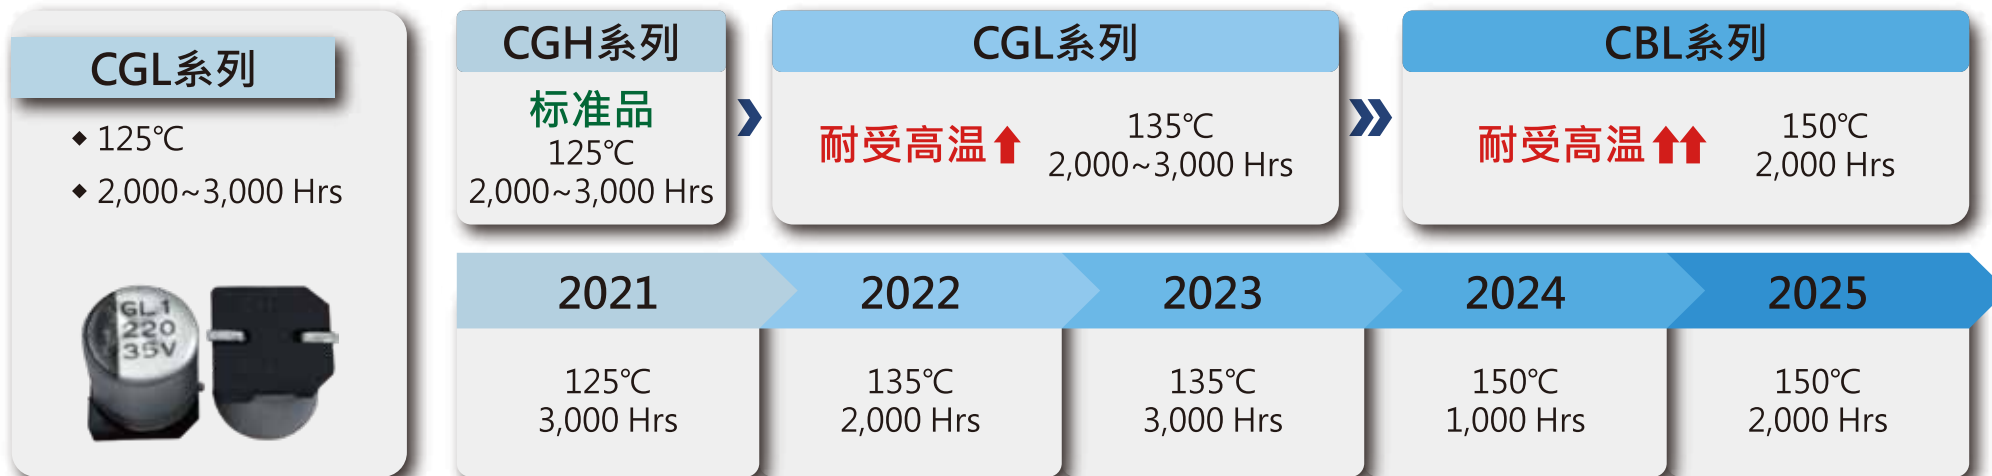 CGL系列
◆ 125℃
◆ 2,000~3,000 Hrs
GL1
220
35V
CGH系列
标准品
125℃
2,000~3,000 Hrs
CGL系列
耐受高温
135℃
2,000~3,000 Hrs
CBL系列
耐受高温
150℃
2,000 Hrs
2021
2022
2023
2024
2025
125℃
3,000 Hrs
135℃
2,000 Hrs
135℃
3,000 Hrs
150℃
1,000 Hrs
150℃
2,000 Hrs